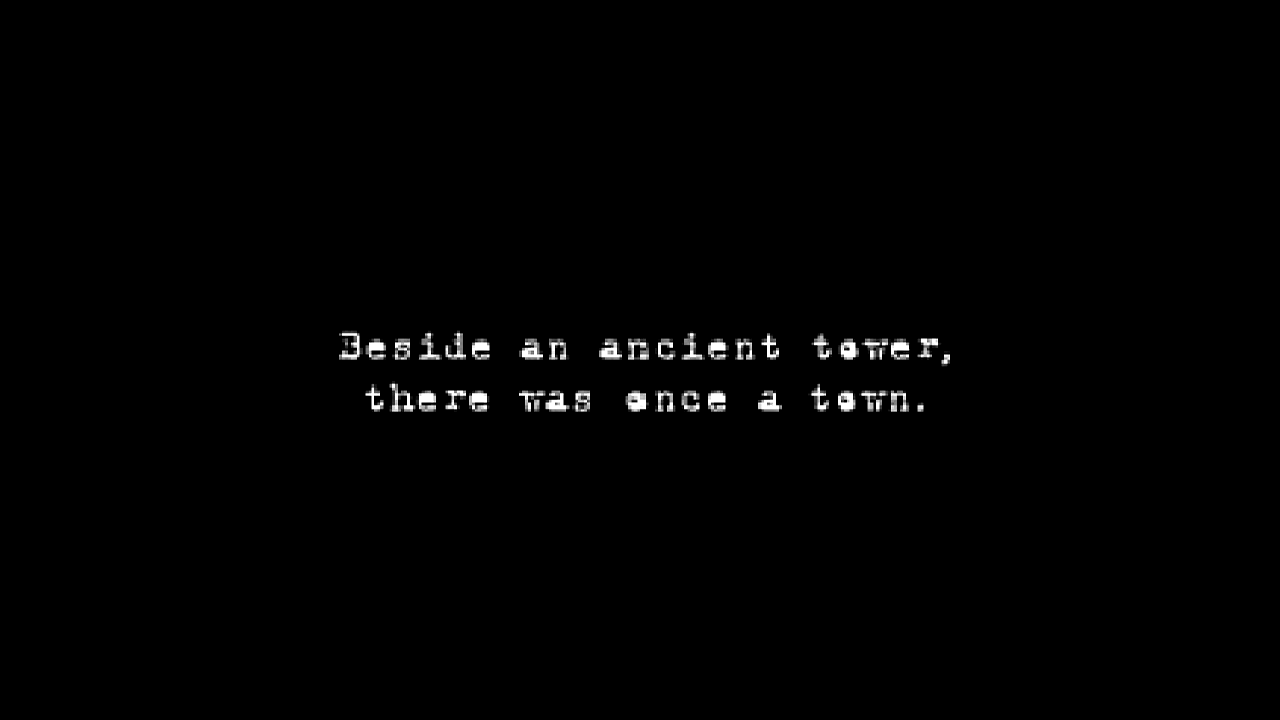 Beside an ancient tower,
there was once a town.